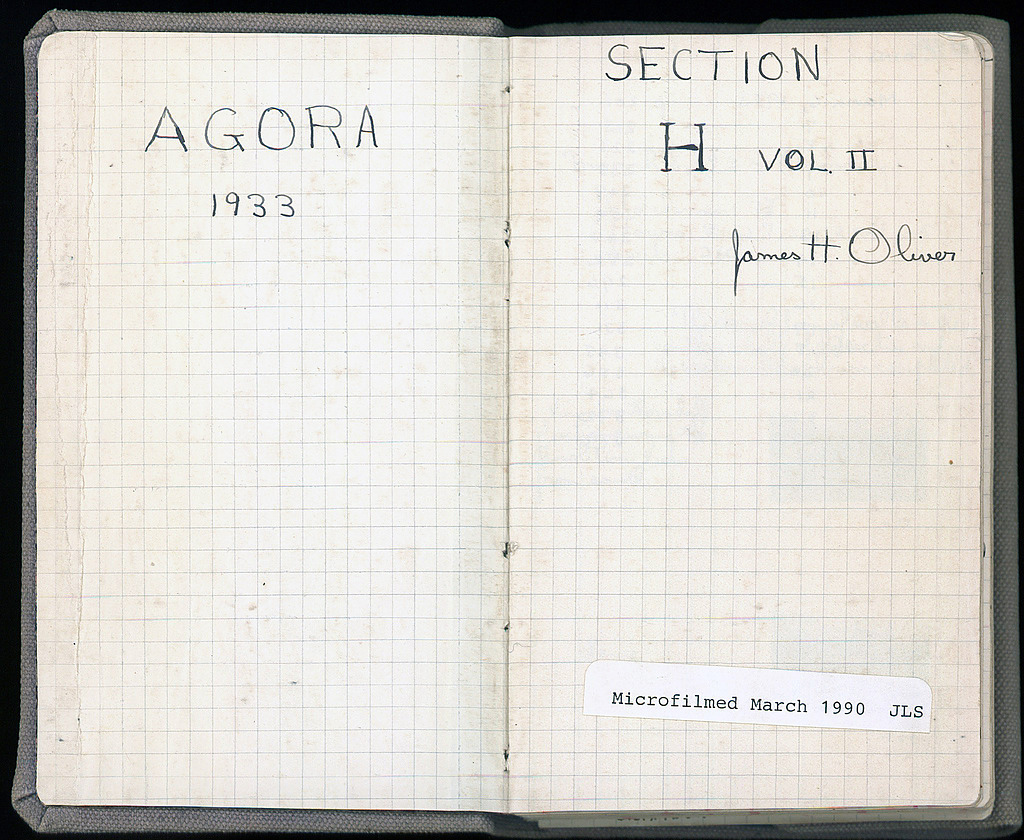 AGORA
1933
SECTION
H VOL. II
James H. Oliver
Microfilmed March 1990 JLS